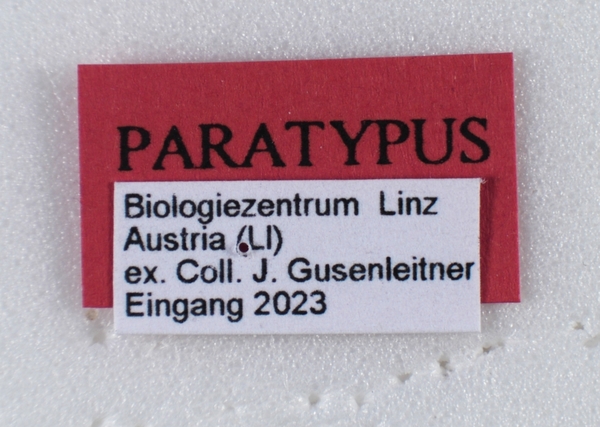 PARATYPUS
Biologiezentrum Linz
Austria (LI)
ex. Coll. J. Gusenleitner
Eingang 2023